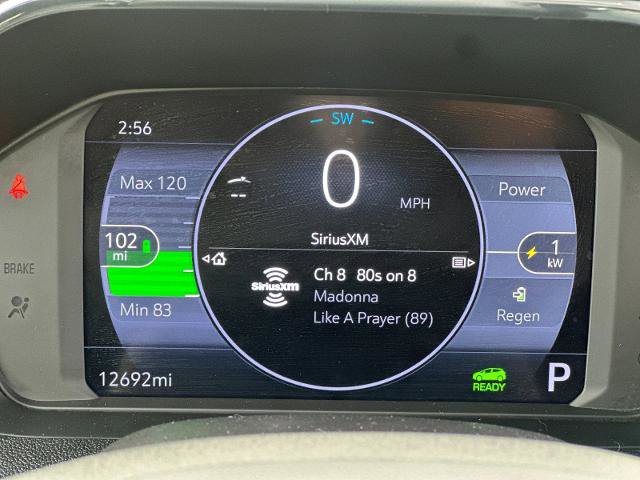 SW
2:56
0
MPH
Max 120
Power
102
mi
1
kW
SiriusXM
BRAKE
SiriusXM
Ch 8 80s on 8
Madonna
Like A Prayer (89)
Min 83
Regen
12692mi
READY
P